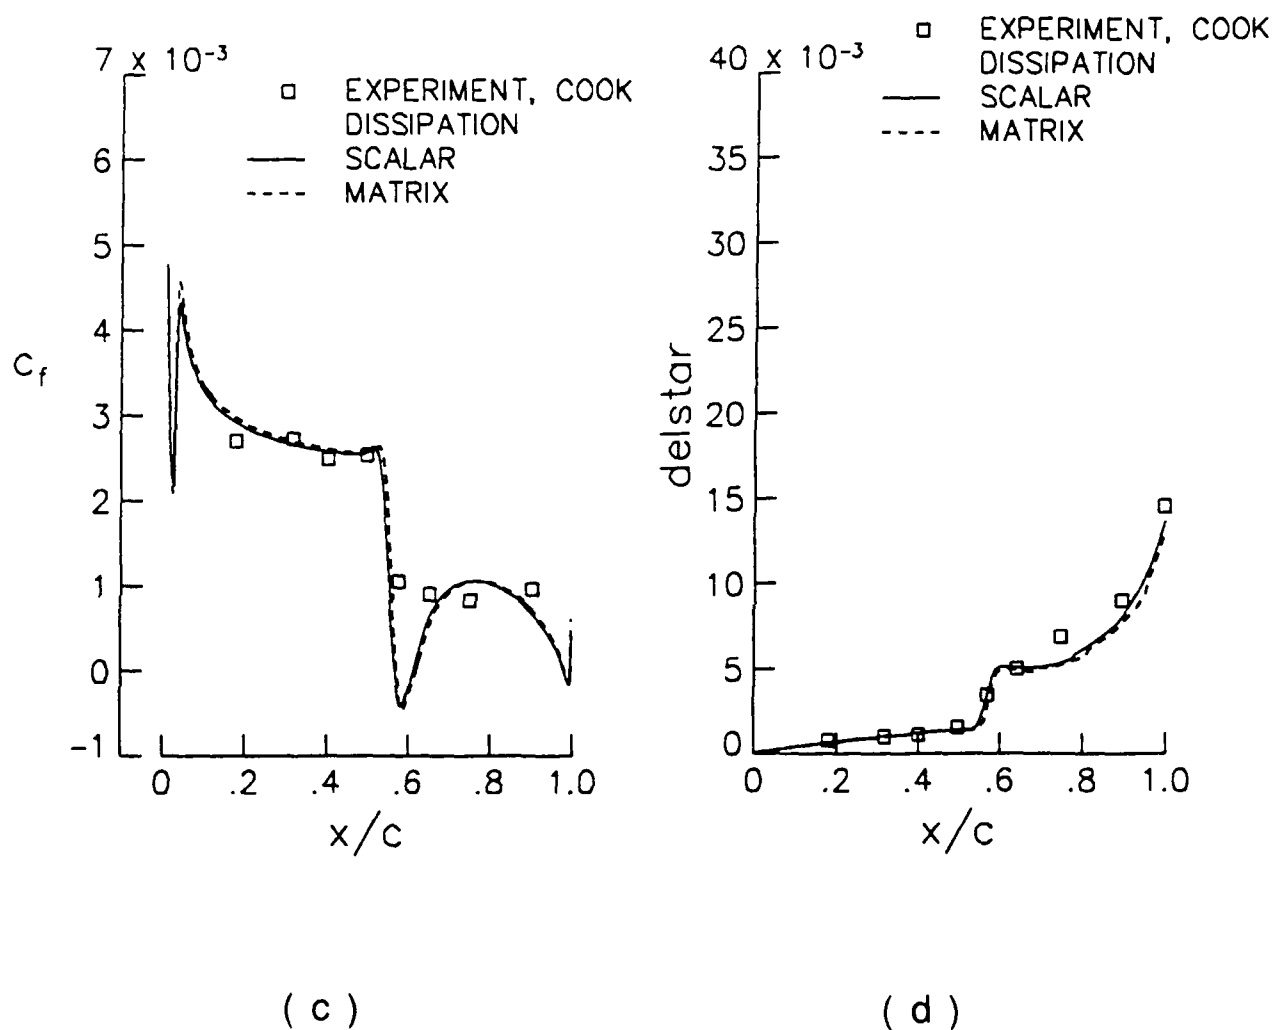 7 x 10-3
EXPERIMENT, COOK
DISSIPATION
SCALAR
MATRIX
6
5
4
3
2
1
0
-1
Cf
0 .2 .4 .6 .8 1.0
x/c
(c)
40 x 10-3
EXPERIMENT, COOK
DISSIPATION
SCALAR
MATRIX
35
30
25
20
15
10
5
0
delstar
0 .2 .4 .6 .8 1.0
x/c
(d)